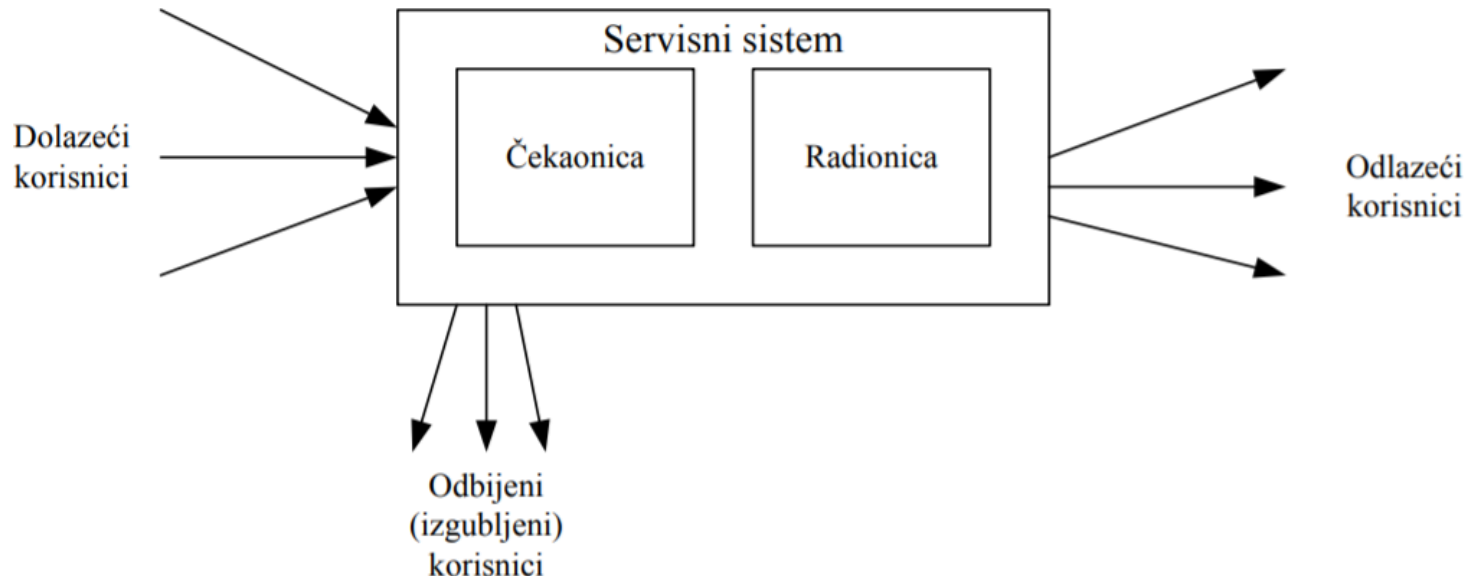 Servisni sistem
Dolazeći
korisnici
Čekaonica
Radionica
Odlazeći
korisnici
Odbijeni
(izgubljeni)
korisnici